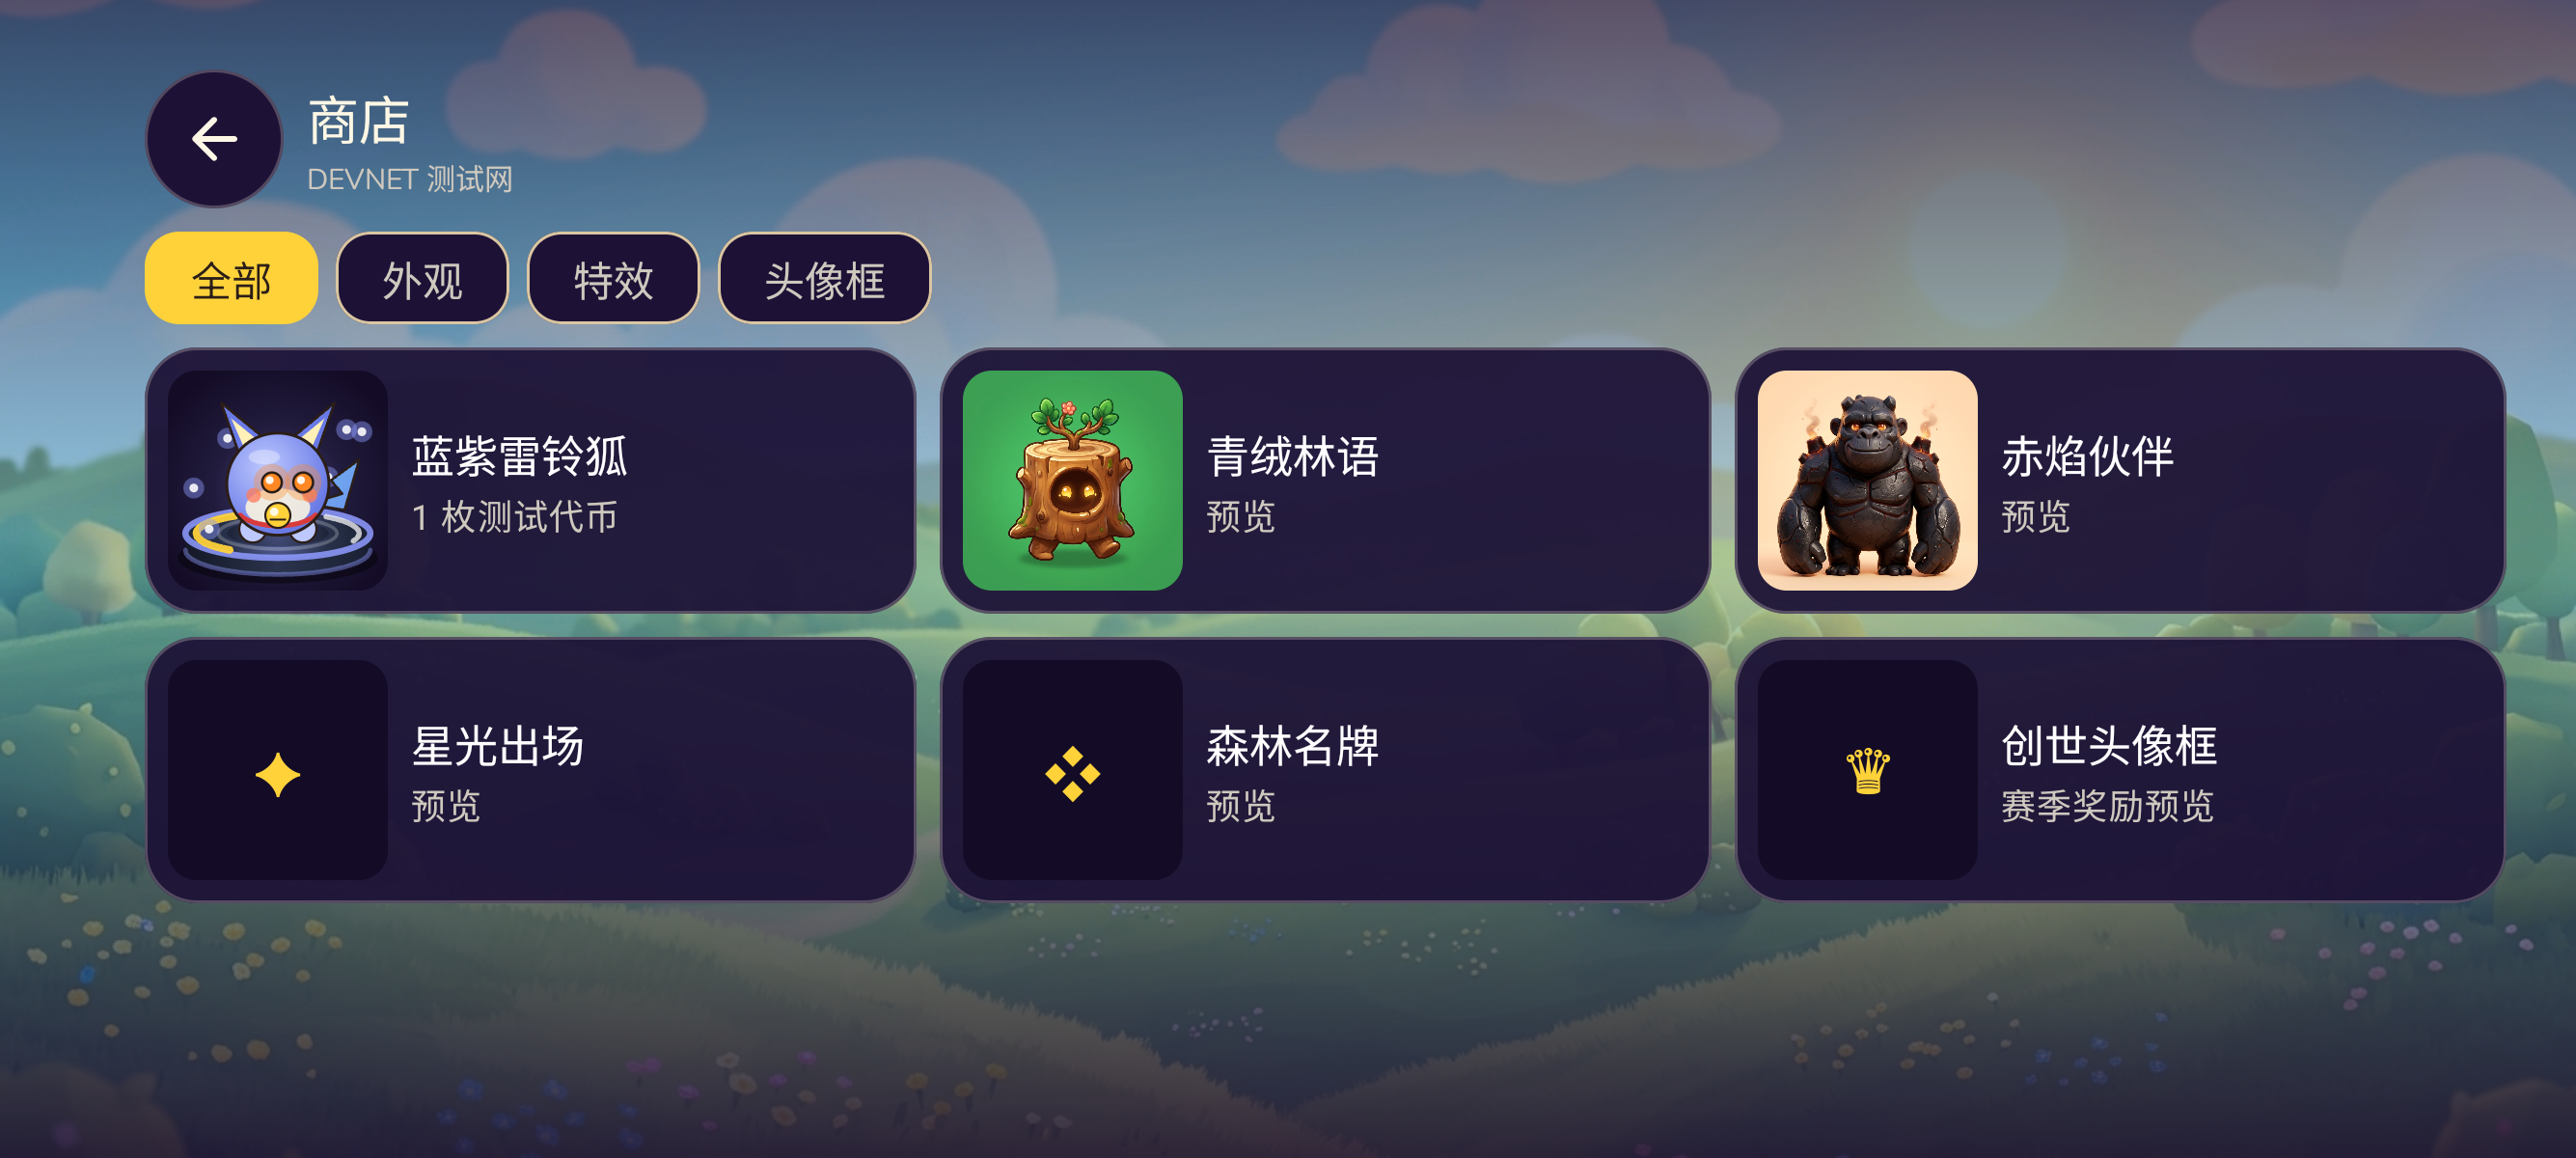 商店
DEVNET 测试网
全部
外观
特效
头像框
蓝紫雷铃狐
1 枚测试代币
青绒林语
预览
赤焰伙伴
预览
星光出场
预览
森林名牌
预览
创世头像框
赛季奖励预览